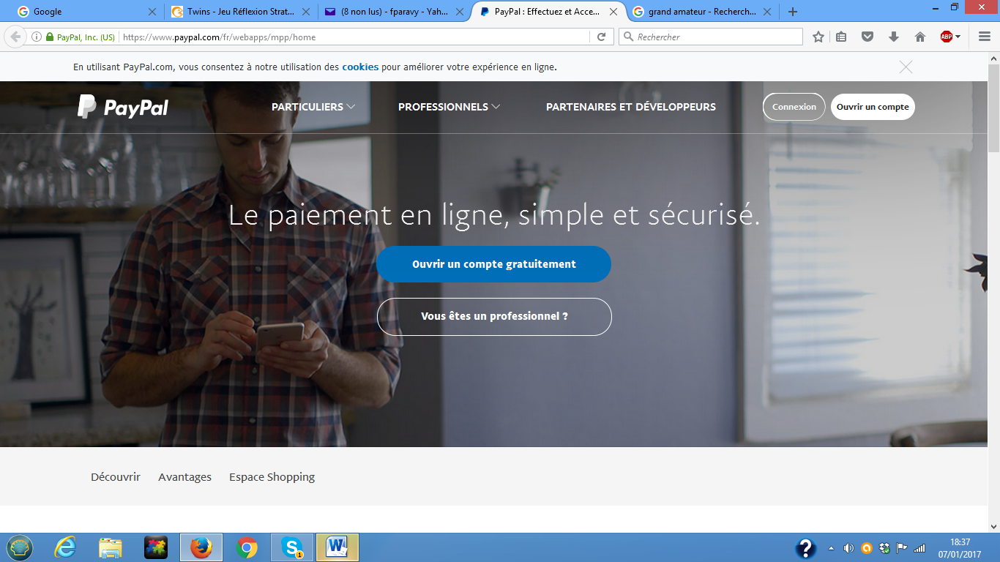 Google
Twins - Jeu Réflexion Strat...
(8 non lus) - fparavy - Yah...
PayPal : Effectuez et Acce...
grand amateur - Recherch...
PayPal, Inc. (US)
https://www.paypal.com/fr/webapps/mpp/home
Rechercher
ABP
En utilisant PayPal.com, vous consentez à notre utilisation des cookies pour améliorer votre expérience en ligne.
PayPal
PARTICULIERS
PROFESSIONNELS
PARTENAIRES ET DÉVELOPPEURS
Connexion
Ouvrir un compte
Le paiement en ligne, simple et sécurisé.
Ouvrir un compte gratuitement
Vous êtes un professionnel ?
Découvrir
Avantages
Espace Shopping
1
18:37
07/01/2017